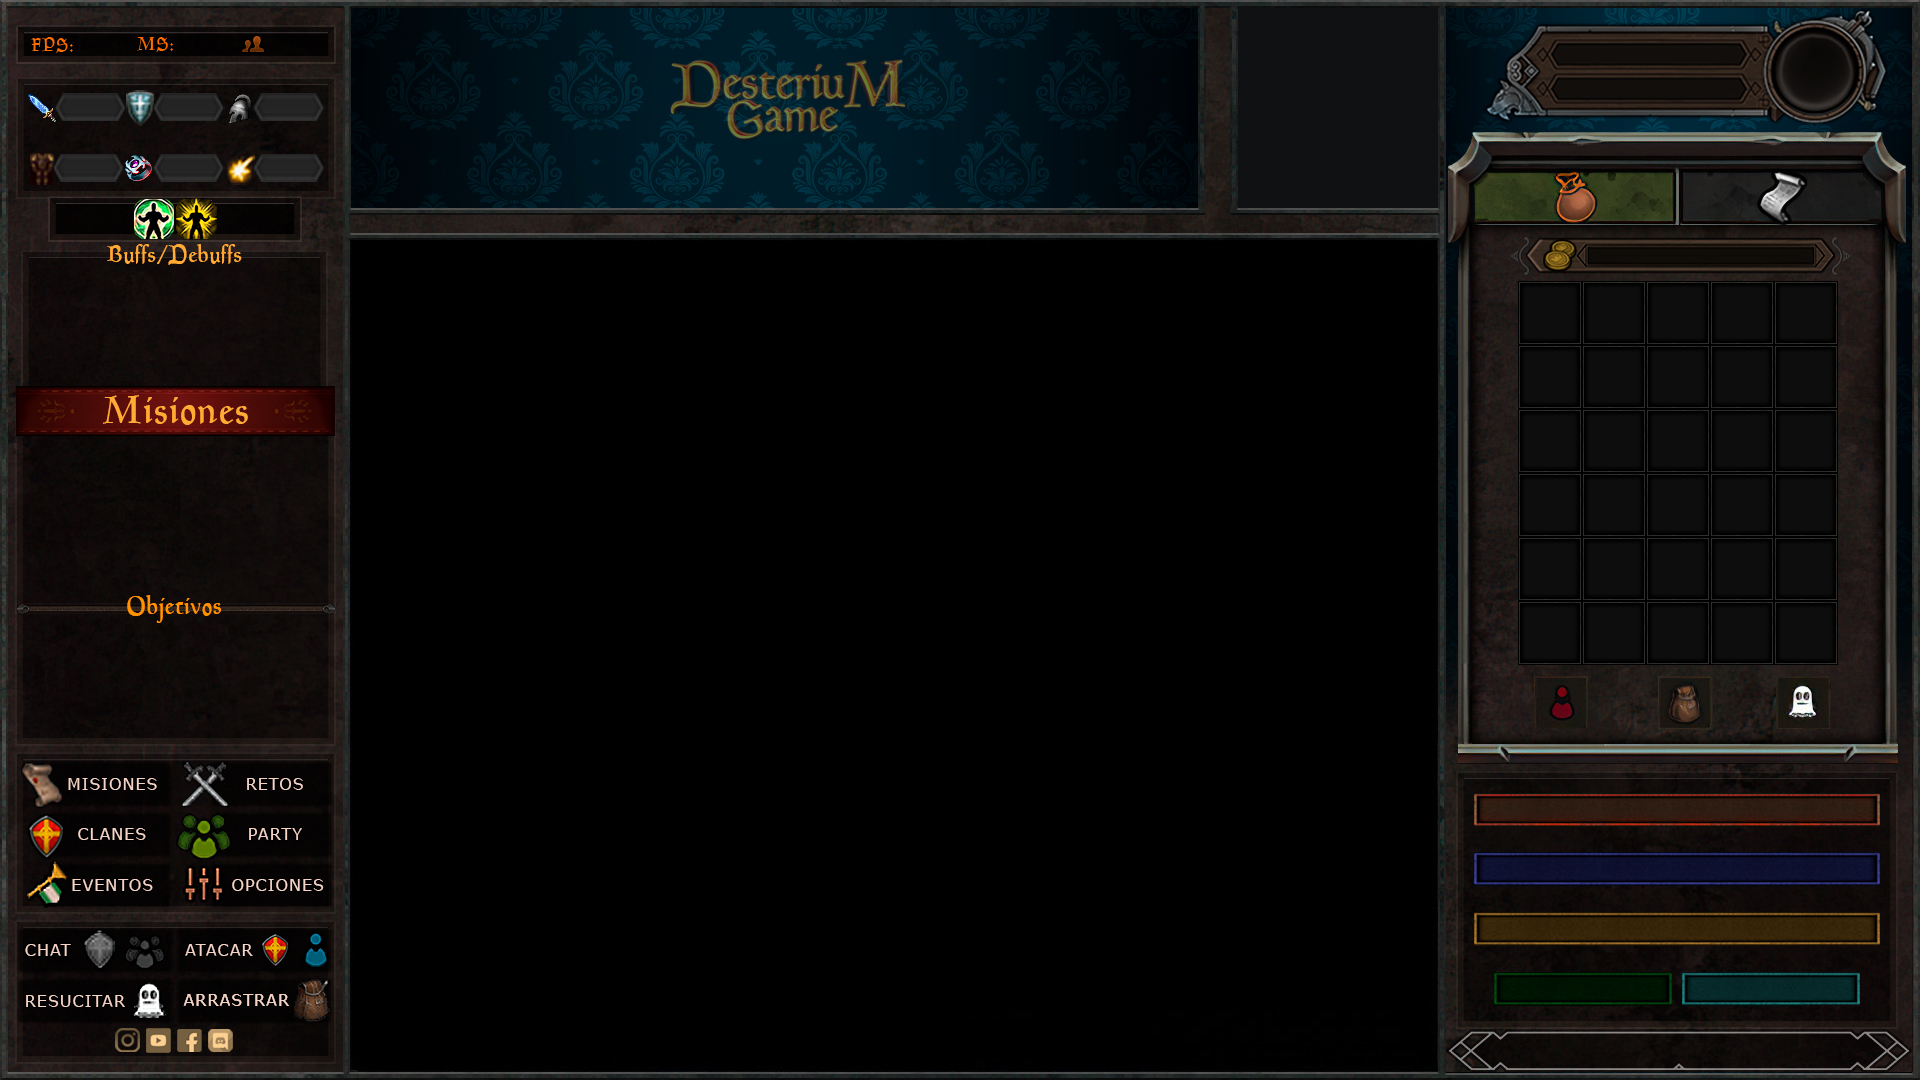 FPS: MS:
Desterium
Game
Buffs/Debuffs
Misiones
Objetivos
MISIONES RETOS
CLANES PARTY
EVENTOS OPCIONES
CHAT ATACAR
RESUCITAR ARRASTRAR